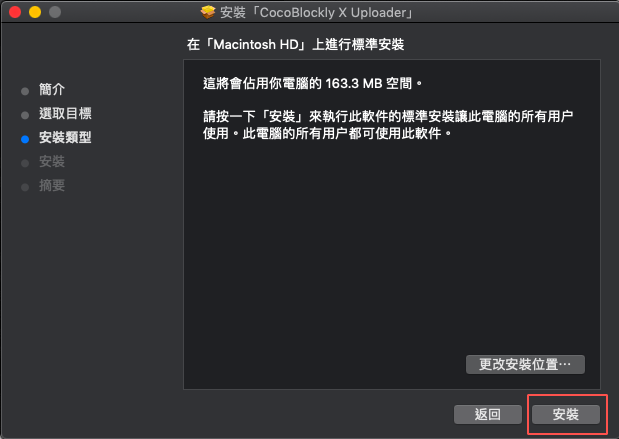 安裝「CocoBlockly X Uploader」
在「Macintosh HD」上進行標準安裝
簡介
選取目標
安裝類型
安裝
摘要
這將會佔用你電腦的 163.3 MB 空間。
請按一下「安裝」來執行此軟件的標準安裝讓此電腦的所有用户
使用。此電腦的所有用户都可使用此軟件。
更改安裝位置⋯
返回
安裝